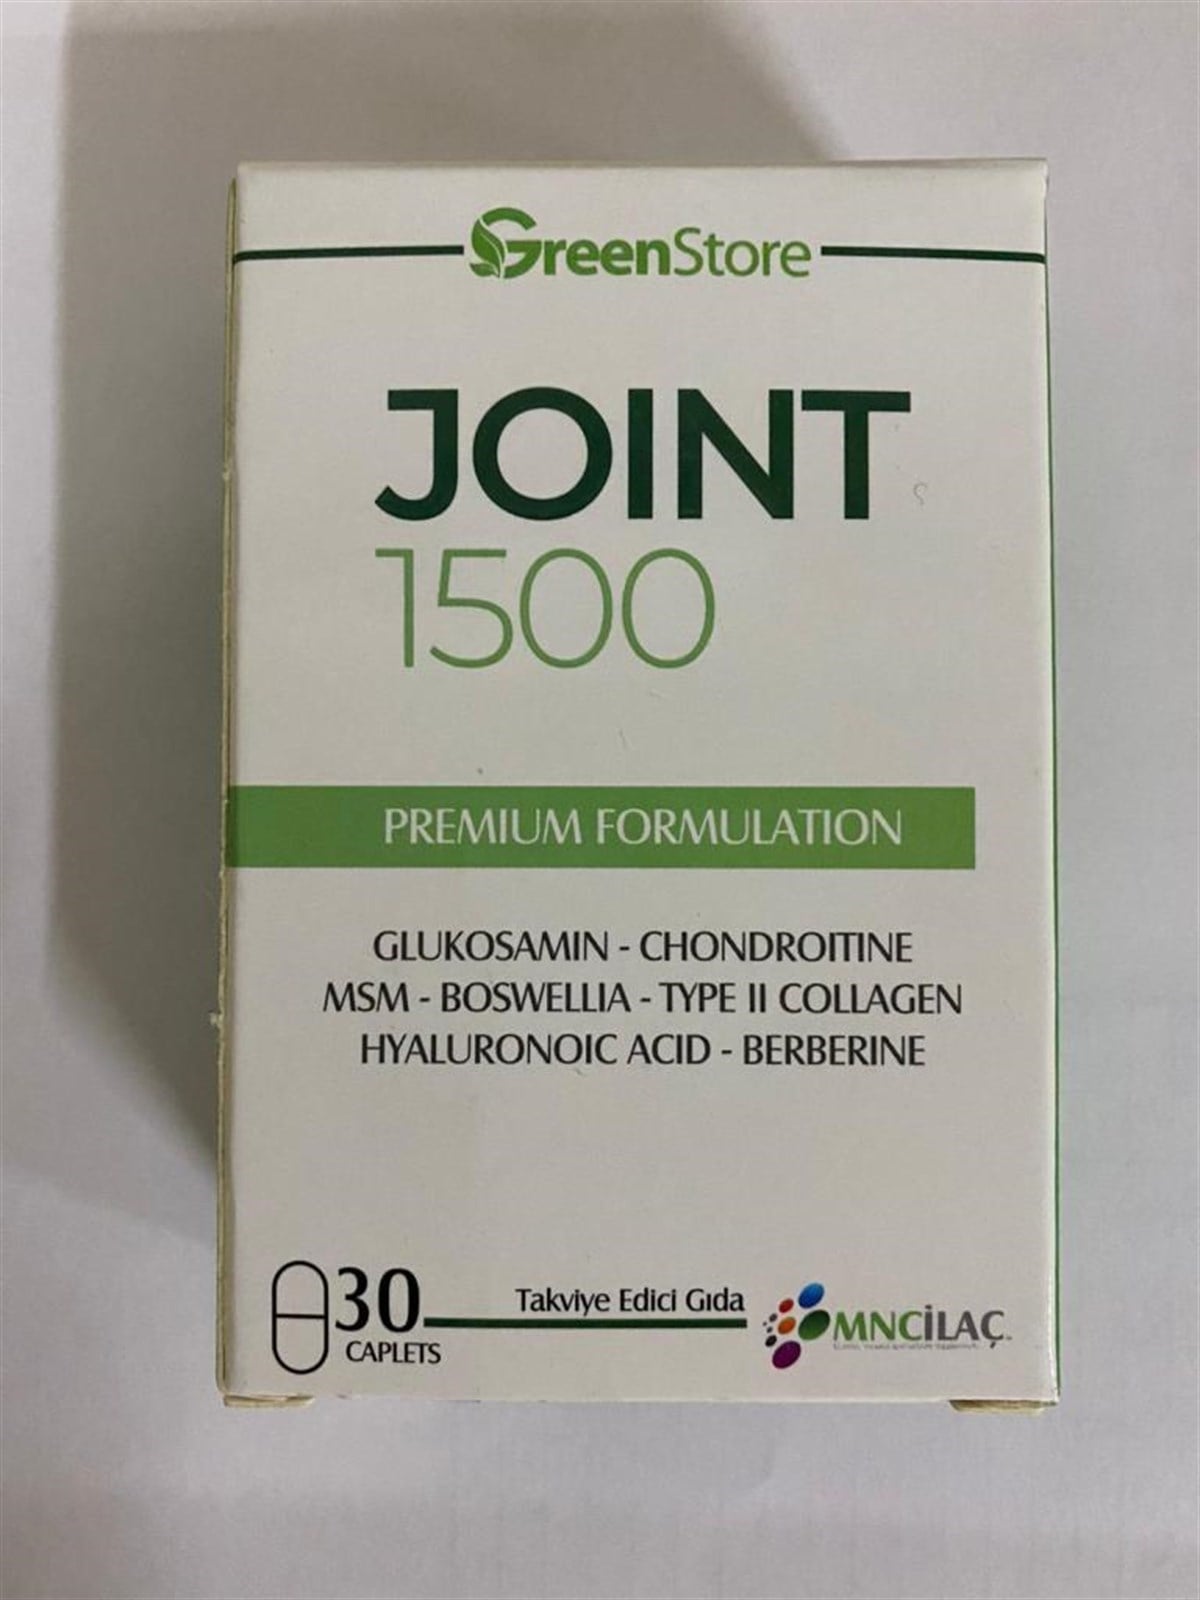 GreenStore
JOINT
1500
PREMIUM FORMULATION
GLUKOSAMIN - CHONDROITINE
MSM - BOSWELLIA - TYPE II COLLAGEN
HYALURONOIC ACID - BERBERINE
30
CAPLETS
Takviye Edici Gıda
MNCİLAÇ